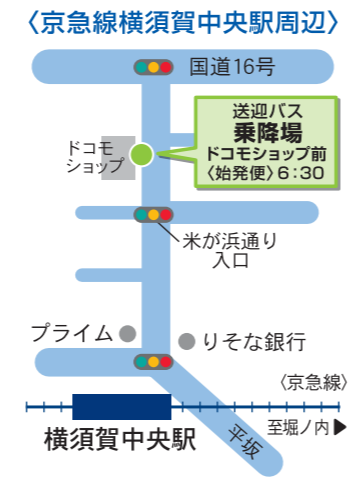 〈京急線横須賀中央駅周辺〉
国道16号
送迎バス
乗降場
ドコモショップ前
〈始発便〉6:30
ドコモ
ショップ
米が浜通り
入口
プライム
りそな銀行
〈京急線〉
横須賀中央駅
平坂
至堀ノ内▶